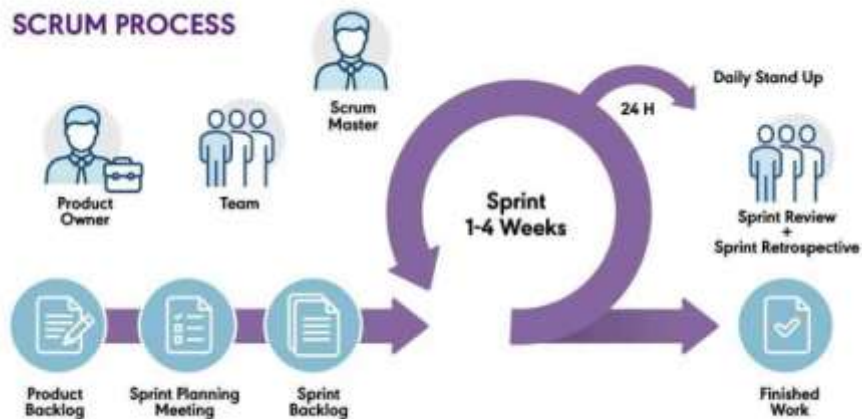 SCRUM PROCESS
Scrum
Master
Daily Stand Up
24 H
Product
Owner
Team
Sprint
1-4 Weeks
Sprint Review
+
Sprint Retrospective
Product
Backlog
Sprint Planning
Meeting
Sprint
Backlog
Finished
Work